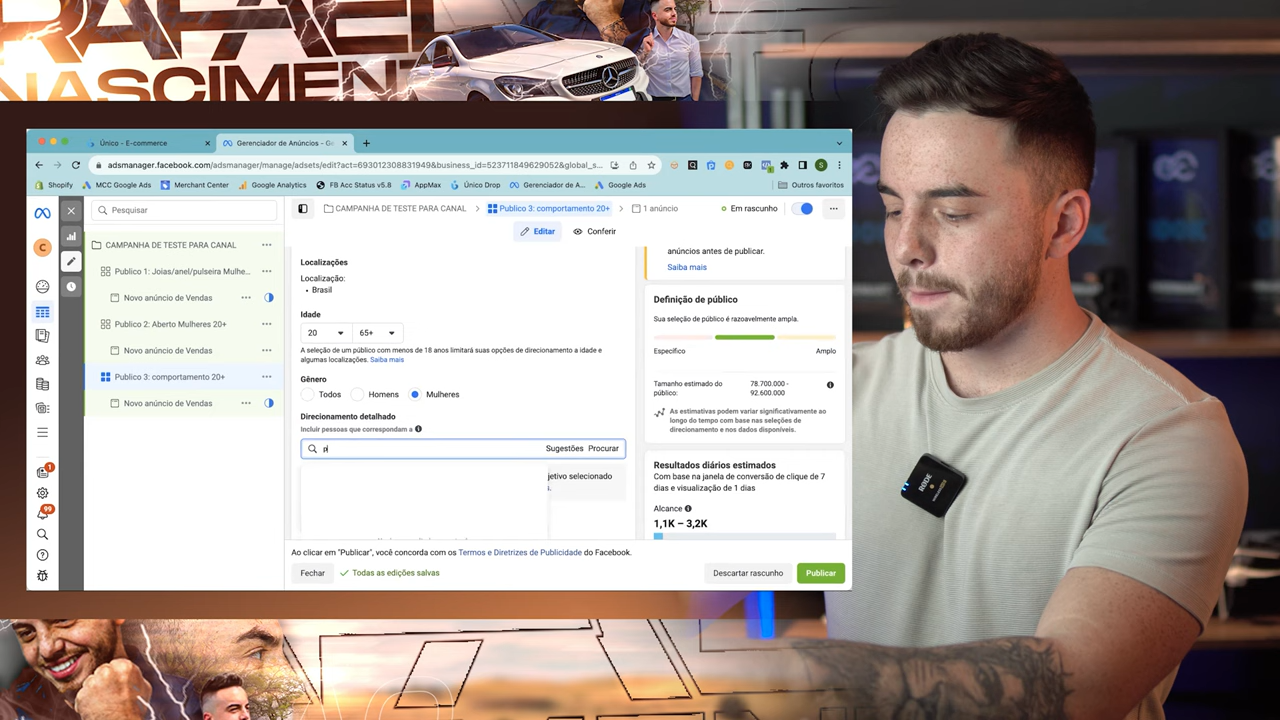 RAFAEL
NASCIMEN
Único - E-commerce
Gerenciador de Anúncios - Ge
adsmanager.facebook.com/adsmanager/manage/adsets/edit?act=693012308831949&business_id=523711849629052&global_s...
Shopify
MCC Google Ads
Merchant Center
Google Analytics
FB Acc Status v5.8
AppMax
Único Drop
Gerenciador de A...
Google Ads
Outros favoritos
Pesquisar
CAMPANHA DE TESTE PARA CANAL
Publico 3: comportamento 20+
1 anúncio
Em rascunho
Editar
Conferir
C
CAMPANHA DE TESTE PARA CANAL
Publico 1: Joias/anel/pulseira Mulhe...
Novo anúncio de Vendas
Publico 2: Aberto Mulheres 20+
Novo anúncio de Vendas
Publico 3: comportamento 20+
Novo anúncio de Vendas
1
99
Localizações
Localização:
Brasil
Idade
20
65+
A seleção de um público com menos de 18 anos limitará suas opções de direcionamento a idade e
algumas localizações. Saiba mais
Gênero
Todos
Homens
Mulheres
Direcionamento detalhado
Incluir pessoas que correspondam a
p
Sugestões
Procurar
jetivo selecionado
anúncios antes de publicar.
Saiba mais
Definição de público
Sua seleção de público é razoavelmente ampla.
Específico
Amplo
Tamanho estimado do
público:
78.700.000 -
92.600.000
As estimativas podem variar significativamente ao
longo do tempo com base nas seleções de
direcionamento e nos dados disponíveis.
Resultados diários estimados
Com base na janela de conversão de clique de 7
dias e visualização de 1 dias
Alcance
1,1K – 3,2K
Ao clicar em "Publicar", você concorda com os Termos e Diretrizes de Publicidade do Facebook.
Fechar
Todas as edições salvas
Descartar rascunho
Publicar
RØDE